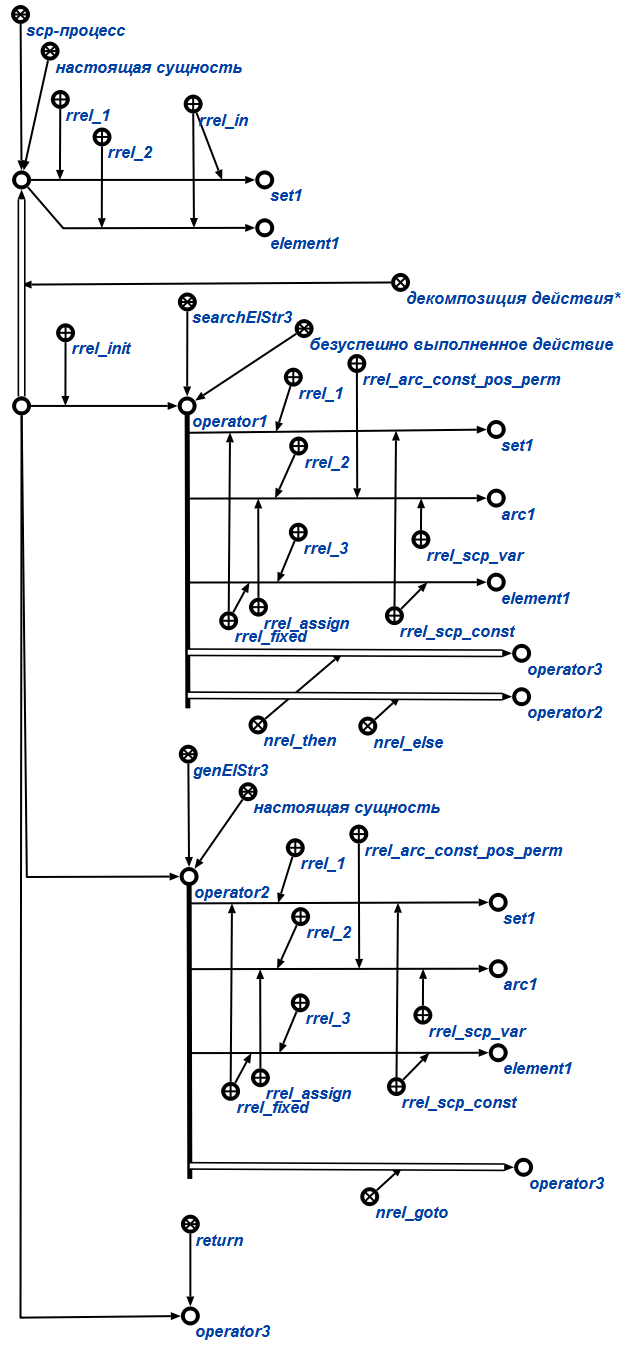 scp-процесс
настоящая сущность
rrel_1
rrel_in
rrel_2
set1
element1
декомпозиция действия*
searchElStr3
rrel_init
безуспешно выполненное действие
rrel_arc_const_pos_perm
rrel_1
operator1
set1
rrel_2
arc1
rrel_3
rrel_scp_var
element1
rrel_assign
rrel_fixed
rrel_scp_const
operator3
operator2
nrel_then
nrel_else
genElStr3
настоящая сущность
rrel_1
rrel_arc_const_pos_perm
operator2
set1
rrel_2
arc1
rrel_3
rrel_scp_var
element1
rrel_assign
rrel_fixed
rrel_scp_const
operator3
nrel_goto
return
operator3